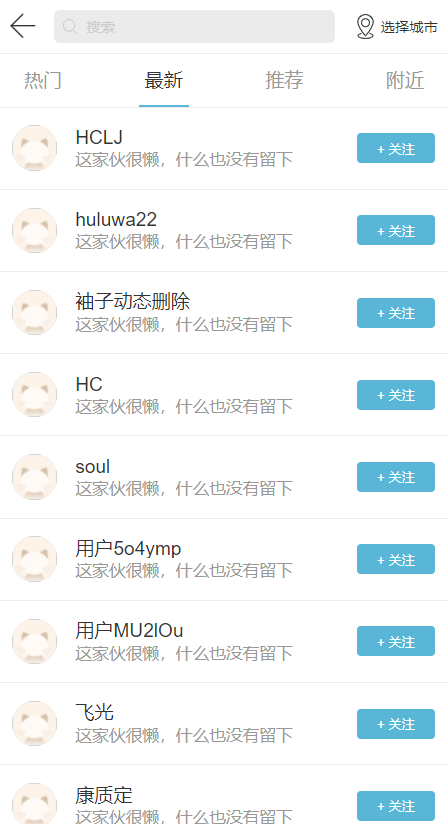 搜索
选择城市
热门 最新 推荐 附近
HCLJ
这家伙很懒，什么也没有留下
+ 关注
huluwa22
这家伙很懒，什么也没有留下
+ 关注
袖子动态删除
这家伙很懒，什么也没有留下
+ 关注
HC
这家伙很懒，什么也没有留下
+ 关注
soul
这家伙很懒，什么也没有留下
+ 关注
用户5o4ymp
这家伙很懒，什么也没有留下
+ 关注
用户MU2lOu
这家伙很懒，什么也没有留下
+ 关注
飞光
这家伙很懒，什么也没有留下
+ 关注
康质定
这家伙很懒，什么也没有留下
+ 关注